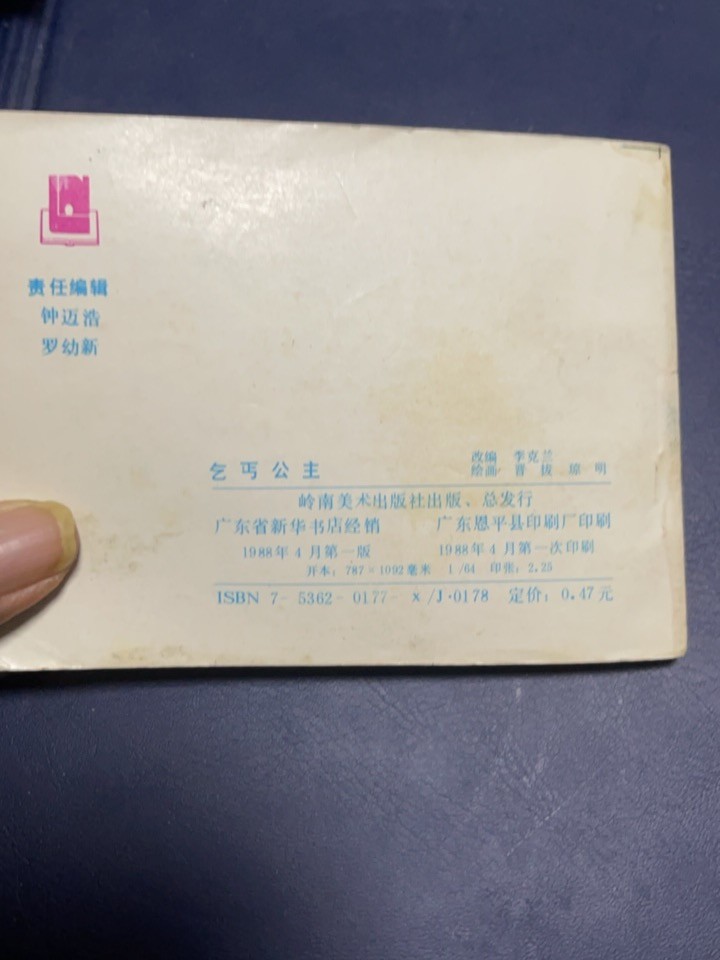 责任编辑
钟迈浩
罗幼新
乞丐公主
改编 李克兰
绘画· 晋 拔 琼 明
岭南美术出版社出版、总发行
广东省新华书店经销 广东恩平县印刷厂印刷
1988年4月第一版 1988年4月第一次印刷
开本: 787×1092毫米 1/64 印张: 2.25
ISBN 7-5362-0177-x/J·0178 定价: 0.47元